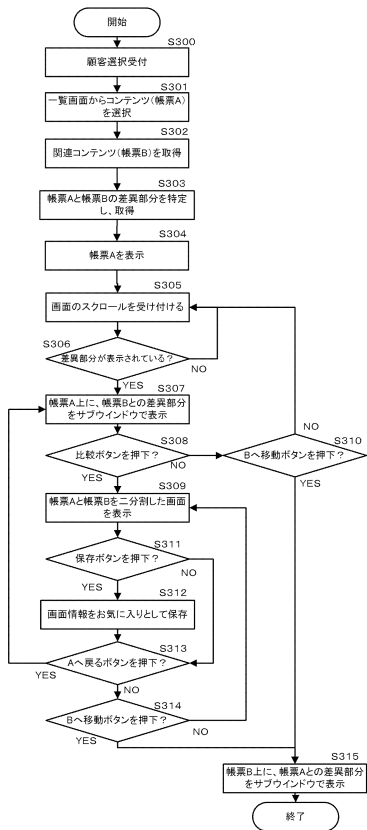 開始
S300
顧客選択受付
S301
一覧画面からコンテンツ(帳票A)
を選択
S302
関連コンテンツ(帳票B)を取得
S303
帳票Aと帳票Bの差異部分を特定
し、取得
S304
帳票Aを表示
S305
画面のスクロールを受け付ける
S306
差異部分が表示されている？
NO
YES
S307
帳票A上に、帳票Bとの差異部分
をサブウインドウで表示
S308
比較ボタンを押下？
NO
YES
NO
S310
Bへ移動ボタンを押下？
YES
S309
帳票Aと帳票Bを二分割した画面
を表示
S311
保存ボタンを押下？
NO
YES
S312
画面情報をお気に入りとして保存
S313
Aへ戻るボタンを押下？
YES
NO
S314
Bへ移動ボタンを押下？
YES
NO
S315
帳票B上に、帳票Aとの差異部分
をサブウインドウで表示
終了